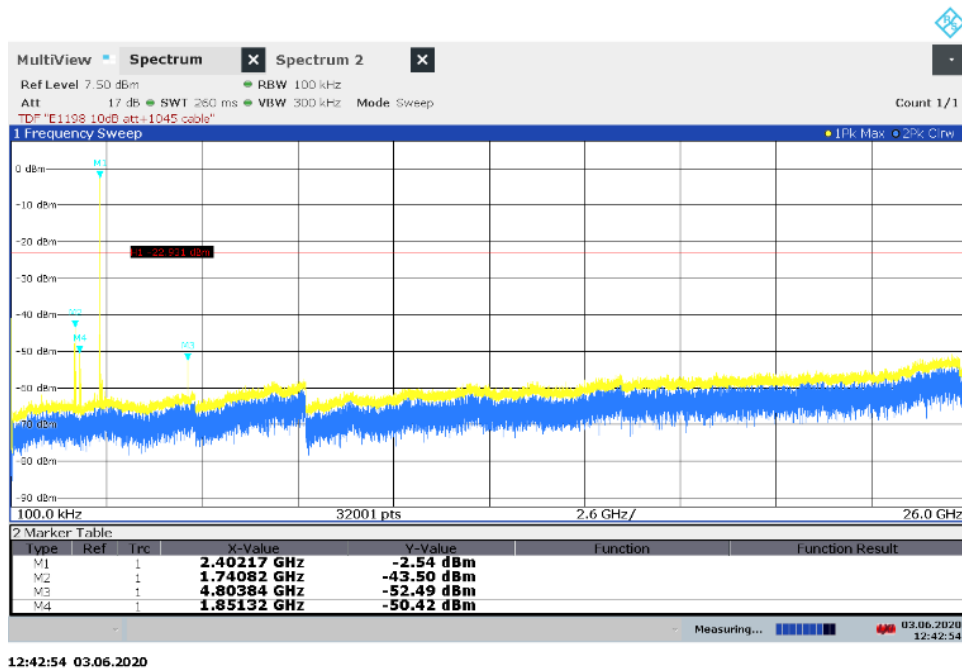 MultiView Spectrum X Spectrum 2 X
Ref Level 7.50 dBm RBW 100 kHz
Att 17 dB SWT 260 ms VBW 300 kHz Mode Sweep Count 1/1
TDF "E1198 10dB att+1045 cable"
1 Frequency Sweep 1Pk Max 2Pk Clrw
M1
0 dBm
-10 dBm
-20 dBm
H1 -22.931 dBm
-30 dBm
-40 dBm
M2
M4
M3
-50 dBm
-60 dBm
-70 dBm
-80 dBm
-90 dBm
100.0 kHz 32001 pts 2.6 GHz/ 26.0 GHz
2 Marker Table
Type Ref Trc X-Value Y-Value Function Function Result
M1 1 2.40217 GHz -2.54 dBm
M2 1 1.74082 GHz -43.50 dBm
M3 1 4.80384 GHz -52.49 dBm
M4 1 1.85132 GHz -50.42 dBm
Measuring... 03.06.2020
12:42:54
12:42:54 03.06.2020